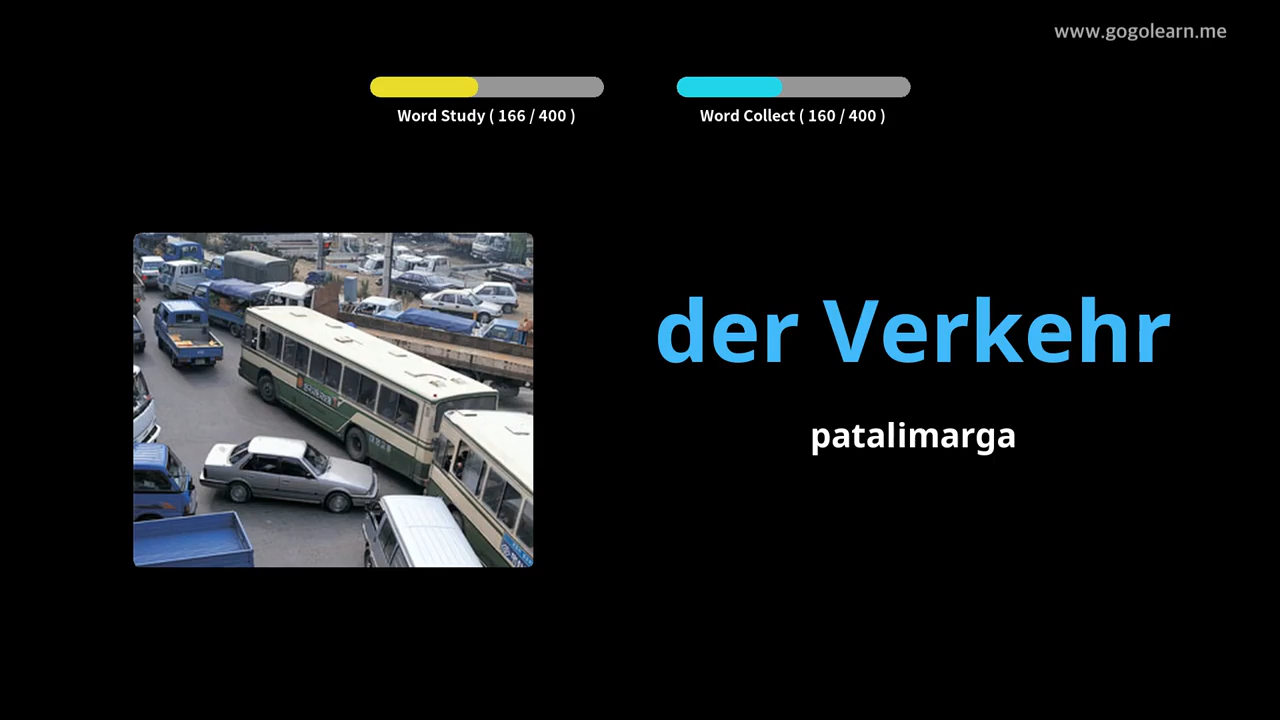 www.gogolearn.me
Word Study ( 166 / 400 )
Word Collect ( 160 / 400 )
der Verkehr
patalimarga